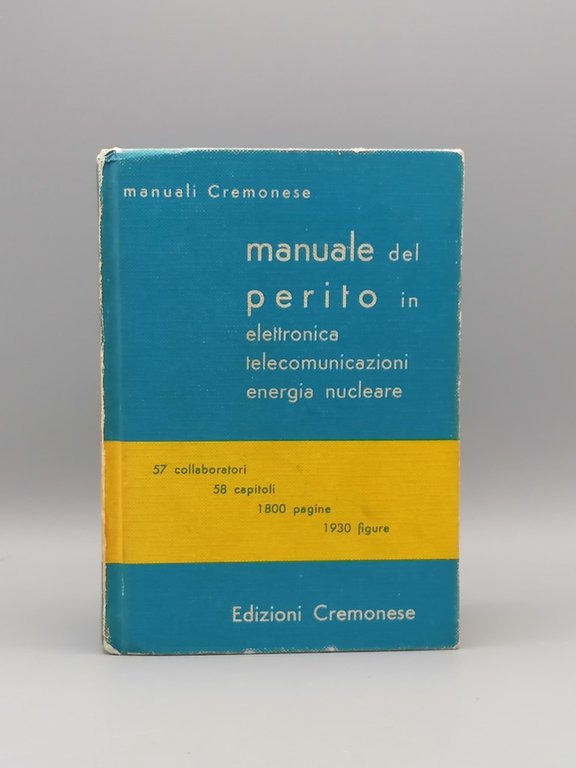 manuali Cremonese
manuale del
perito in
elettronica
telecomunicazioni
energia nucleare
57 collaboratori
58 capitoli
1800 pagine
1930 figure
Edizioni Cremonese